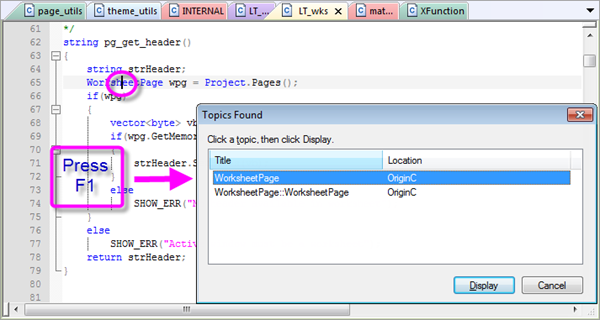 page_utils theme_utils INTERNAL LT_... LT_wks mat... XFunction
61 */
62 string pg_get_header()
63 {
64 string strHeader;
65 WorksheetPage wpg = Project.Pages();
66 if(wpg)
67 {
68 vector<byte> vb
69 if(wpg.GetMemor
70 {
71 strHeader.S
72 }
73 else
74 SHOW_ERR("
75 }
76 else
77 SHOW_ERR("Activ
78 return strHeader;
79 }
80
81
Press
F1
Topics Found
Click a topic, then click Display.
Title Location
WorksheetPage OriginC
WorksheetPage::WorksheetPage OriginC
Display Cancel